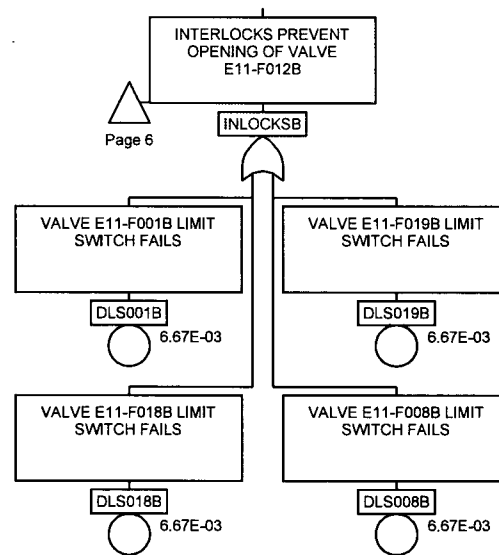 INTERLOCKS PREVENT
OPENING OF VALVE
E11-F012B
Page 6
INLOCKSB
VALVE E11-F001B LIMIT
SWITCH FAILS
DLS001B
6.67E-03
VALVE E11-F019B LIMIT
SWITCH FAILS
DLS019B
6.67E-03
VALVE E11-F018B LIMIT
SWITCH FAILS
DLS018B
6.67E-03
VALVE E11-F008B LIMIT
SWITCH FAILS
DLS008B
6.67E-03